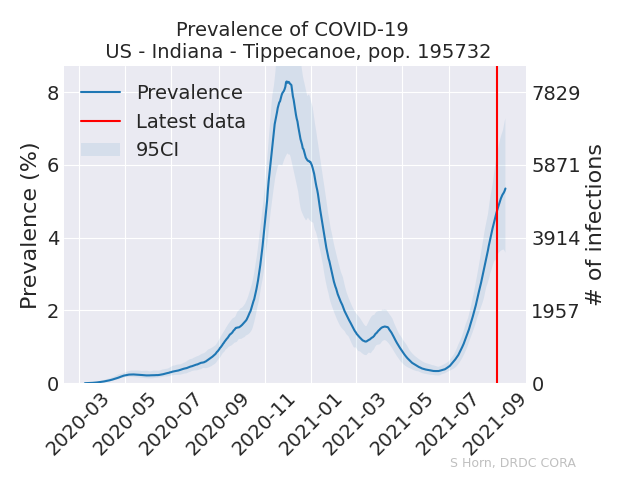 Prevalence of COVID-19
US - Indiana - Tippecanoe, pop. 195732
Prevalence
Latest data
95CI
Prevalence (%)
8
6
4
2
0
7829
5871
3914
1957
0
# of infections
2020-03
2020-05
2020-07
2020-09
2020-11
2021-01
2021-03
2021-05
2021-07
2021-09
S Horn, DRDC CORA